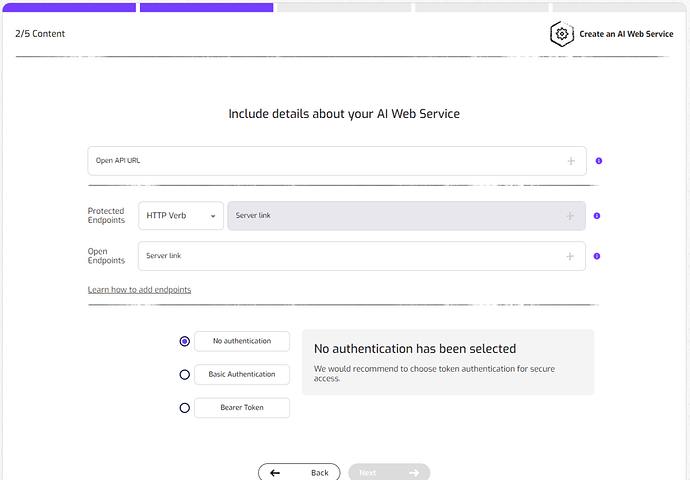 2/5 Content
Create an AI Web Service
Include details about your AI Web Service
Open API URL
Protected
Endpoints
HTTP Verb
Server link
Open
Endpoints
Server link
Learn how to add endpoints
No authentication
Basic Authentication
Bearer Token
No authentication has been selected
We would recommend to choose token authentication for secure
access.
Back
Next